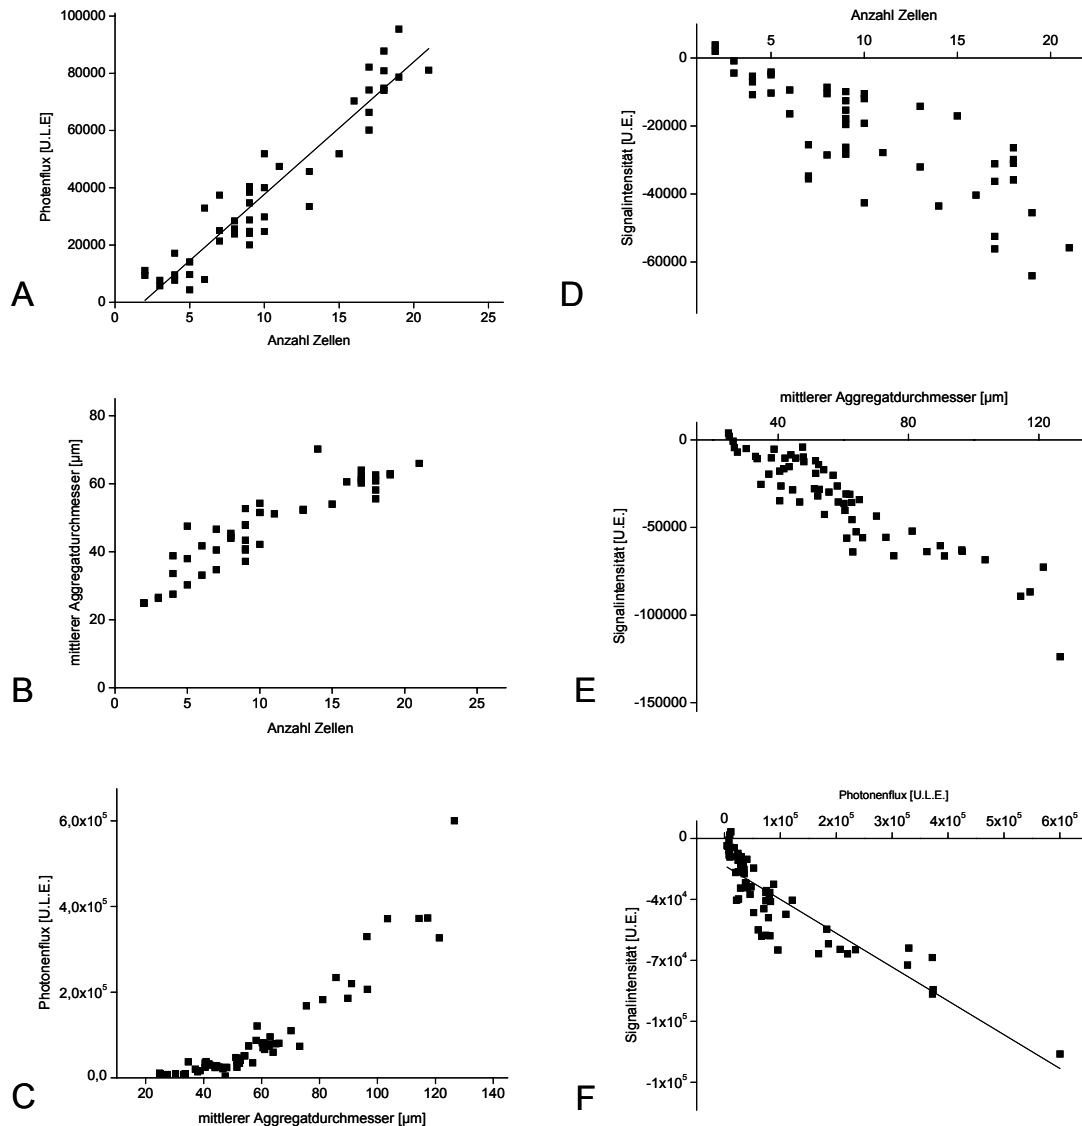 100000
80000
60000
40000
20000
0
0 5 10 15 20 25
Photenflux [U.L.E]
Anzahl Zellen
A
80
60
40
20
0
0 5 10 15 20 25
mittlerer Aggregatdurchmesser [µm]
Anzahl Zellen
B
6,0x10⁵
4,0x10⁵
2,0x10⁵
0,0
20 40 60 80 100 120 140
Photonenflux [U.L.E.]
mittlerer Aggregatdurchmesser [µm]
C
Anzahl Zellen
5 10 15 20
0
-20000
-40000
-60000
Signalintensität [U.E.]
D
mittlerer Aggregatdurchmesser [µm]
40 80 120
0
-50000
-100000
-150000
Signalintensität [U.E.]
E
Photonenflux [U.L.E.]
0 1x10⁵ 2x10⁵ 3x10⁵ 4x10⁵ 5x10⁵ 6x10⁵
0
-4x10⁴
-7x10⁴
-1x10⁵
-1x10⁵
Signalintensität [U.E.]
F